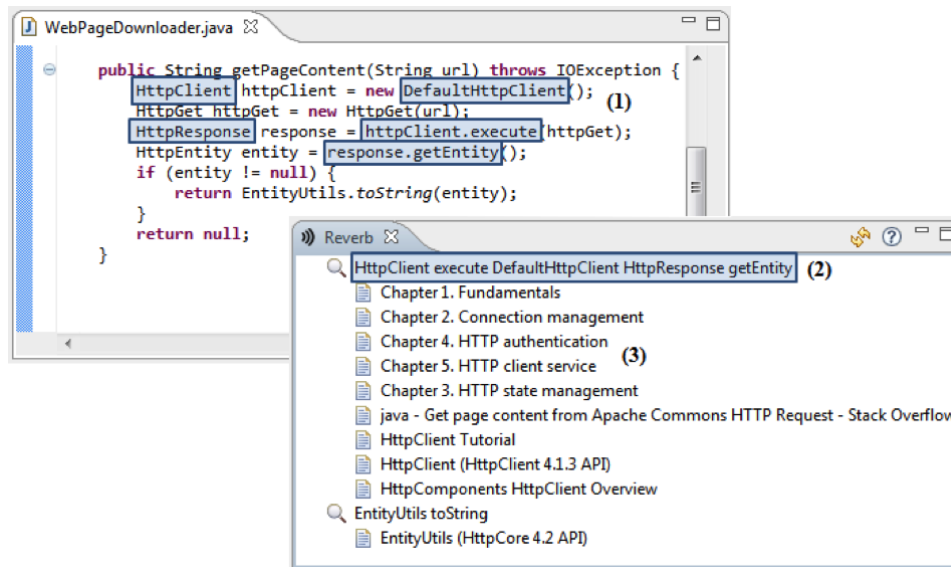 WebPageDownloader.java
public String getPageContent(String url) throws IOException {
HttpClient httpClient = new DefaultHttpClient();
(1)
HttpGet httpGet = new HttpGet(url);
HttpResponse response = httpClient.execute(httpGet);
HttpEntity entity = response.getEntity();
if (entity != null) {
return EntityUtils.toString(entity);
}
return null;
}
Reverb
HttpClient execute DefaultHttpClient HttpResponse getEntity (2)
Chapter 1. Fundamentals
Chapter 2. Connection management
Chapter 4. HTTP authentication
(3)
Chapter 5. HTTP client service
Chapter 3. HTTP state management
java - Get page content from Apache Commons HTTP Request - Stack Overflow
HttpClient Tutorial
HttpClient (HttpClient 4.1.3 API)
HttpComponents HttpClient Overview
EntityUtils toString
EntityUtils (HttpCore 4.2 API)